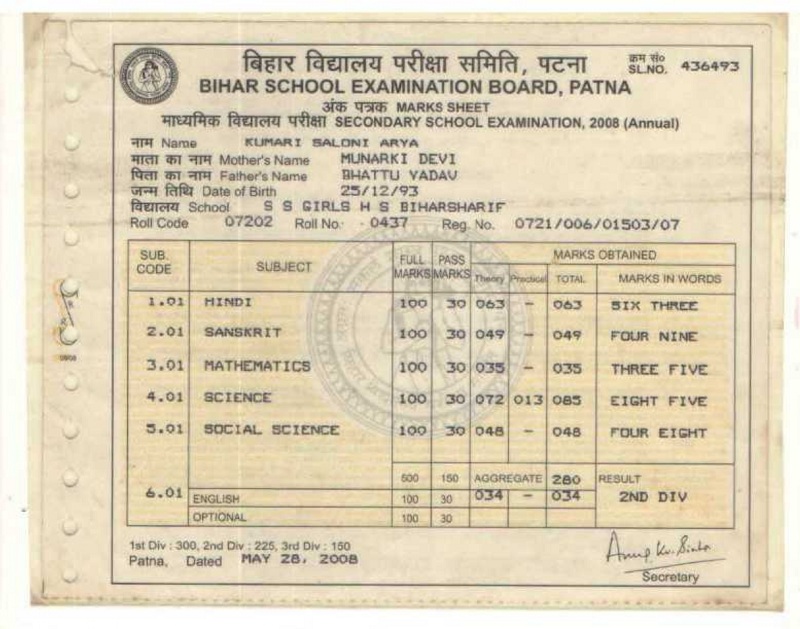 बिहार विद्यालय परीक्षा समिति, पटना
क्रम सं०
SL.NO. 436493
BIHAR SCHOOL EXAMINATION BOARD, PATNA
अंक पत्रक MARKS SHEET
माध्यमिक विद्यालय परीक्षा SECONDARY SCHOOL EXAMINATION, 2008 (Annual)
नाम Name KUMARI SALONI ARYA
माता का नाम Mother's Name MUNARKI DEVI
पिता का नाम Father's Name BHATTU YADAV
जन्म तिथि Date of Birth 25/12/93
विद्यालय School S S GIRLS H S BIHARSHARIF
Roll Code 07202 Roll No. 0437 Reg. No. 0721/006/01503/07
SUB. CODE SUBJECT FULL MARKS PASS MARKS MARKS OBTAINED
Theory Practical TOTAL MARKS IN WORDS
1.01 HINDI 100 30 063 - 063 SIX THREE
2.01 SANSKRIT 100 30 049 - 049 FOUR NINE
3.01 MATHEMATICS 100 30 035 - 035 THREE FIVE
4.01 SCIENCE 100 30 072 013 085 EIGHT FIVE
5.01 SOCIAL SCIENCE 100 30 048 - 048 FOUR EIGHT
500 150 AGGREGATE 280 RESULT
6.01 ENGLISH 100 30 034 - 034 2ND DIV
OPTIONAL 100 30
1st Div : 300, 2nd Div : 225, 3rd Div : 150
Patna, Dated MAY 28, 2008
Secretary